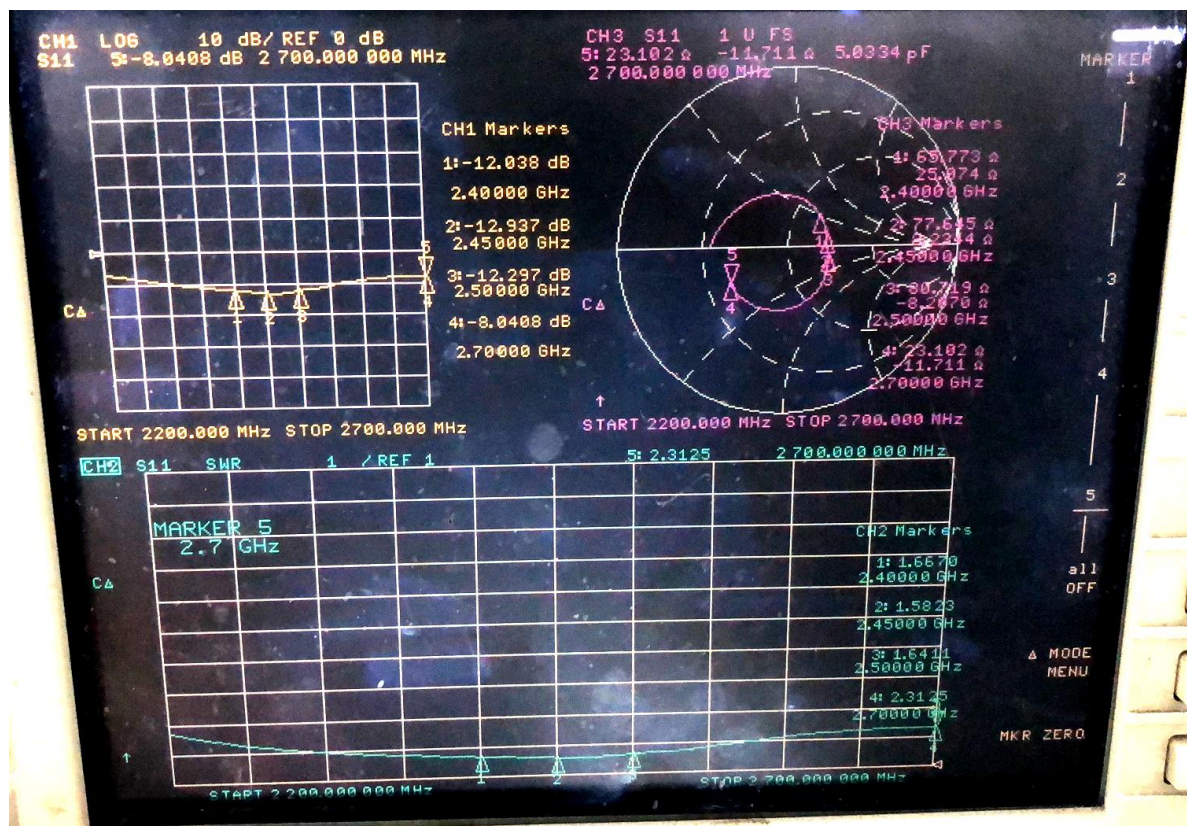 CH1 LOG 10 dB/ REF 0 dB
S11 5:-8.0408 dB 2 700.000 000 MHz
CH1 Markers
1:-12.038 dB
2.40000 GHz
2:-12.937 dB
2.45000 GHz
3:-12.297 dB
2.50000 GHz
4:-8.0408 dB
2.70000 GHz
C△
5
1
2
3
4
START 2200.000 MHz STOP 2700.000 MHz
CH3 S11 1 U FS
5: 23.102 Ω -11.711 Ω 5.0334 pF
2 700.000 000 MHz
CH3 Markers
2.40000 GHz
2: 77.645 Ω
2.45000 GHz
3: 80.719 Ω
2.50000 GHz
4: 23.102 Ω
-11.711 Ω
2.70000 GHz
C△
5
4
↑
START 2200.000 MHz STOP 2700.000 MHz
CH2 S11 SWR 1 / REF 1 5: 2.3125 2 700.000 000 MHz
MARKER 5
2.7 GHz
CH2 Markers
1: 1.6670
2.40000 GHz
2: 1.5823
2.45000 GHz
3: 1.6411
2.50000 GHz
4: 2.3125
2.70000 GHz
C△
↑
1
2
3
START 2 200.000 000 MHz STOP 2 700.000 000 MHz
MARKER
1
2
3
4
5
all
OFF
△ MODE
MENU
MKR ZERO